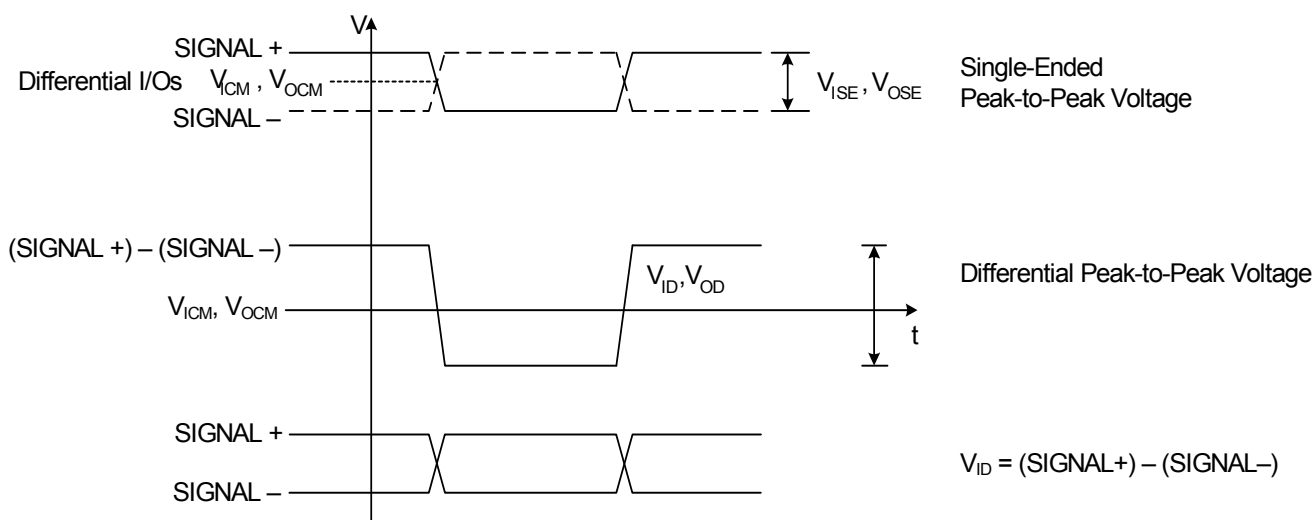 V
SIGNAL +
Differential I/Os V_ICM , V_OCM
SIGNAL –
V_ISE , V_OSE
Single-Ended
Peak-to-Peak Voltage
(SIGNAL +) – (SIGNAL –)
V_ID,V_OD
Differential Peak-to-Peak Voltage
V_ICM, V_OCM
t
SIGNAL +
SIGNAL –
V_ID = (SIGNAL+) – (SIGNAL–)